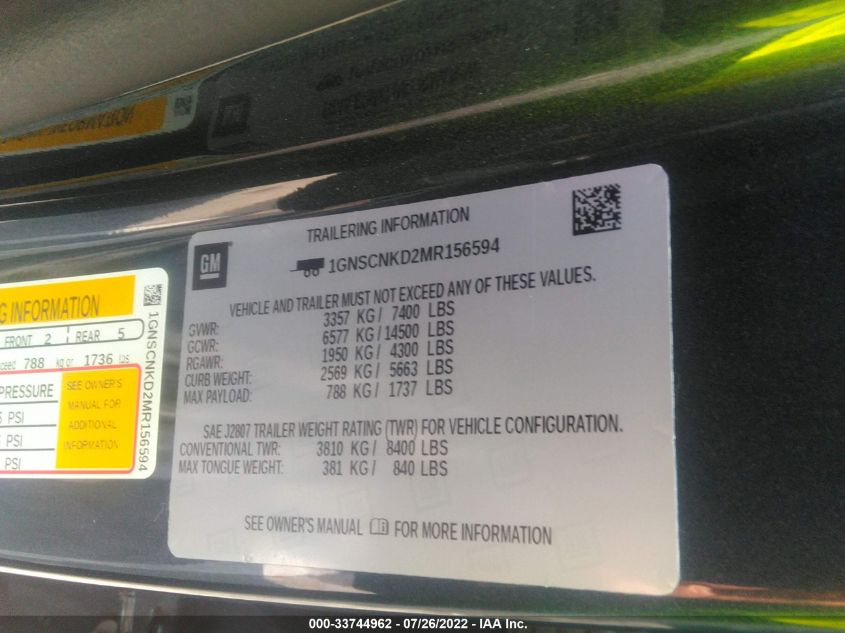 GM
TRAILERING INFORMATION
1GNSCNKD2MR156594
VEHICLE AND TRAILER MUST NOT EXCEED ANY OF THESE VALUES.
GVWR: 3357 KG / 7400 LBS
GCWR: 6577 KG / 14500 LBS
RGAWR: 1950 KG / 4300 LBS
CURB WEIGHT: 2569 KG / 5663 LBS
MAX PAYLOAD: 788 KG / 1737 LBS
SAE J2807 TRAILER WEIGHT RATING (TWR) FOR VEHICLE CONFIGURATION.
CONVENTIONAL TWR: 3810 KG / 8400 LBS
MAX TONGUE WEIGHT: 381 KG / 840 LBS
SEE OWNER'S MANUAL FOR MORE INFORMATION
G INFORMATION
FRONT 2 REAR 5
788 kg or 1736 lbs
PRESSURE
PSI
PSI
PSI
SEE OWNER'S
MANUAL FOR
ADDITIONAL
INFORMATION
1GNSCNKD2MR156594
000-33744962 - 07/26/2022 - IAA Inc.